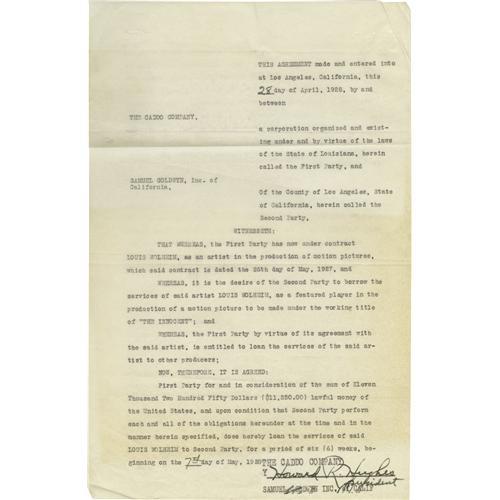 THIS AGREEMENT made and entered into
at Los Angeles, California, this
28 day of April, 1928, by and
between
THE CADDO COMPANY,
a corporation organized and exist-
ing under and by virtue of the laws
of the State of Louisiana, herein
called the First Party, and
SAMUEL GOLDWYN, Inc. of
California,
Of the County of Los Angeles, State
of California, herein called the
Second Party,
WITNESSETH:
THAT WHEREAS, the First Party has now under contract
LOUIS WOLHEIM, as an artist in the production of motion pictures,
which said contract is dated the 25th day of May, 1927, and
WHEREAS, it is the desire of the Second Party to borrow the
services of said artist LOUIS WOLHEIM, as a featured player in the
production of a motion picture to be made under the working title
of "THE INNOCENT"; and
WHEREAS, the First Party by virtue of its agreement with
the said artist, is entitled to loan the services of the said ar-
tist to other producers;
NOW, THEREFORE, IT IS AGREED:
First Party for and in consideration of the sum of Eleven
Thousand Two Hundred Fifty Dollars ($11,250.00) lawful money of
the United States, and upon condition that Second Party perform
each and all of the obligations hereunder at the time and in the
manner herein specified, does hereby loan the services of said
LOUIS WOLHEIM to Second Party, for a period of six (6) weeks, be-
ginning on the 7th day of May, 1928
THE CADDO COMPANY
Howard R. Hughes
President
SAMUEL INC. OF CALIF